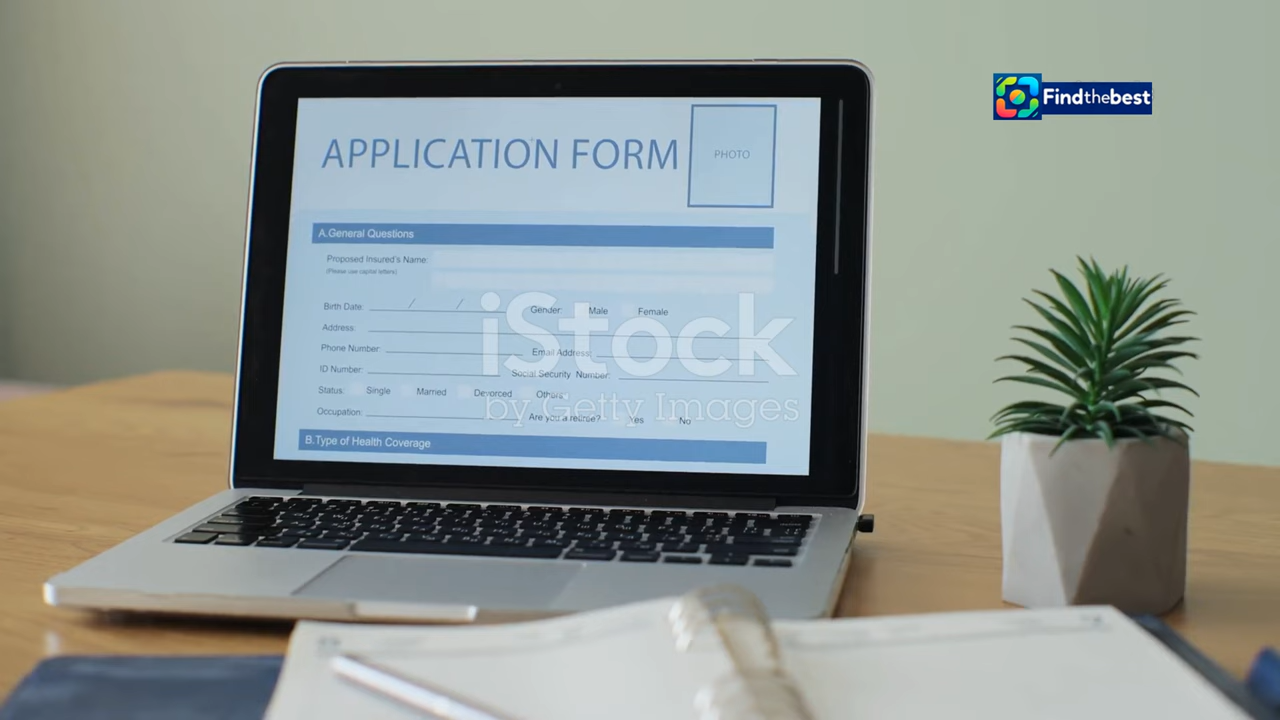 Findthebest
APPLICATION FORM
PHOTO
A.General Questions
Proposed Insured's Name:
(Please use capital letters)
Birth Date: / / Gender: Male Female
Address:
Phone Number: Email Address:
ID Number: Social Security Number:
Status: Single Married Devorced Others
Occupation: Are you a retiree? Yes No
B.Type of Health Coverage
iStock
by Getty Images